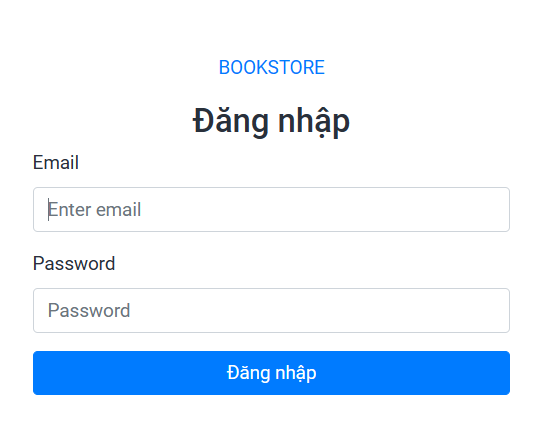 BOOKSTORE
Đăng nhập
Email
Enter email
Password
Password
Đăng nhập